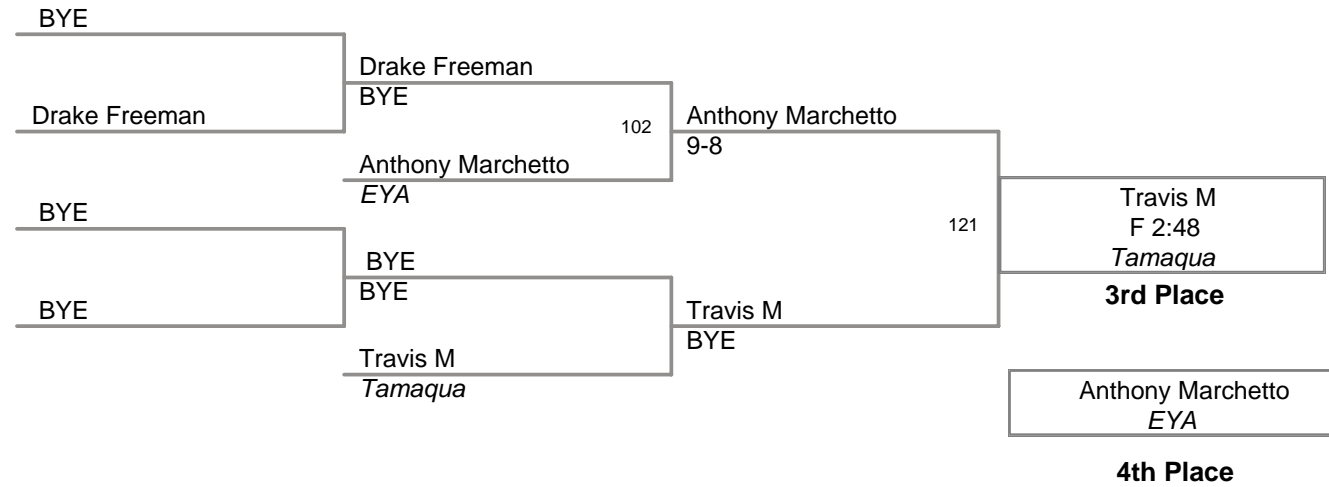 BYE
Drake Freeman
BYE
Drake Freeman
102
Anthony Marchetto
9-8
Anthony Marchetto
EYA
BYE
Travis M
F 2:48
Tamaqua
3rd Place
121
BYE
BYE
BYE
Travis M
BYE
Travis M
Tamaqua
Anthony Marchetto
EYA
4th Place